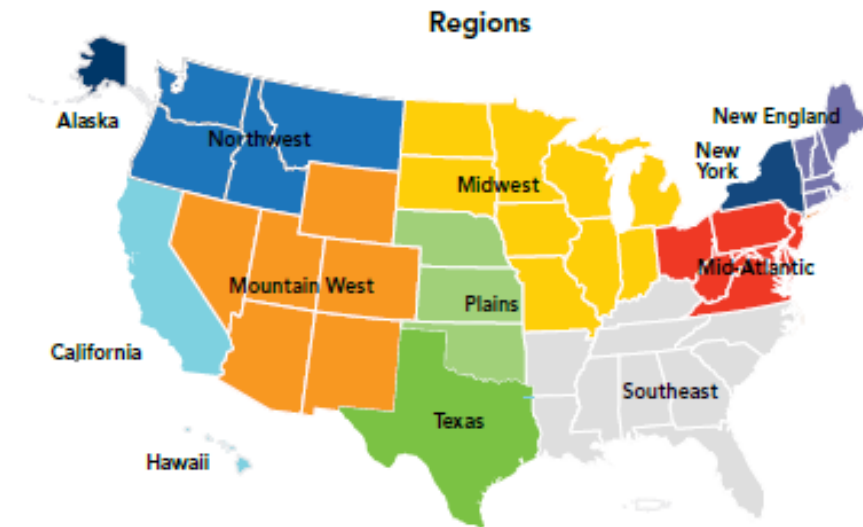 Regions
Alaska
Northwest
New England
New
York
Midwest
Mid-Atlantic
Mountain West
Plains
California
Southeast
Texas
Hawaii